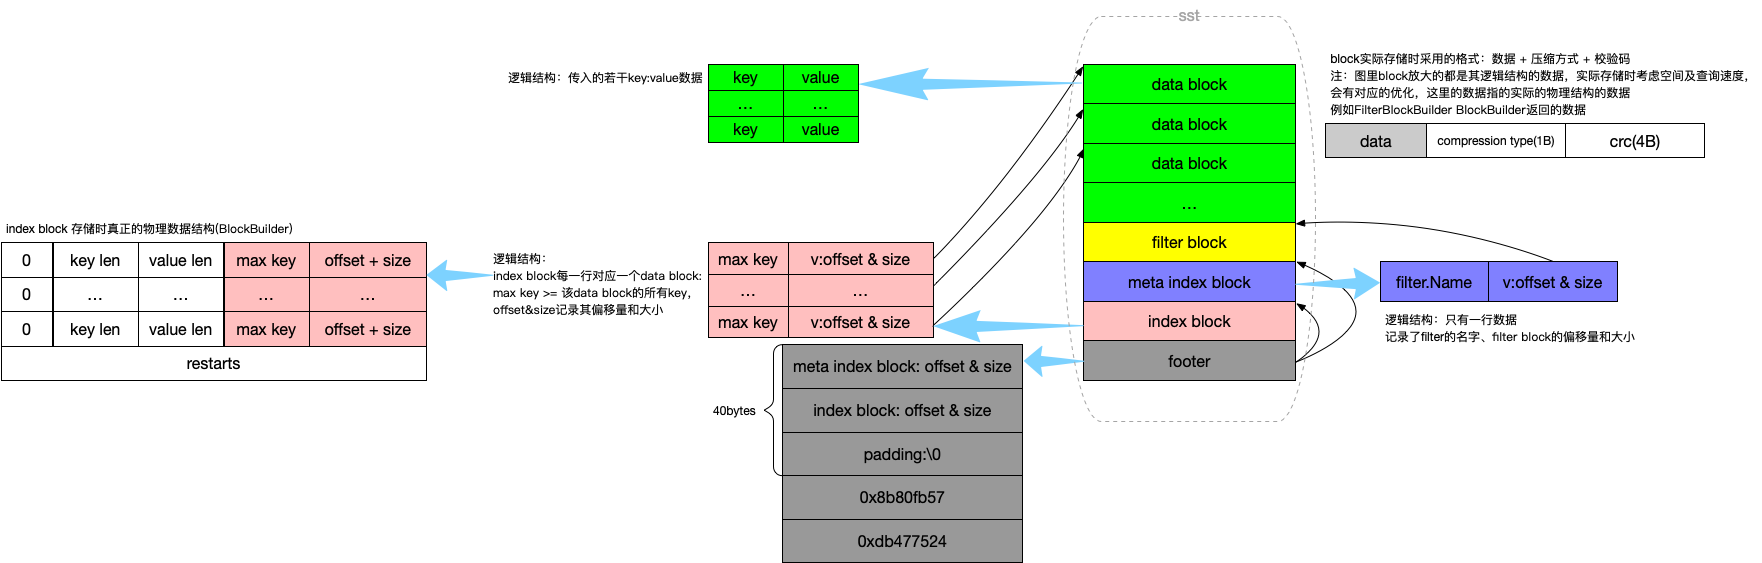 sst
逻辑结构：传入的若干key:value数据
key value
... ...
key value
data block
data block
data block
...
filter block
meta index block
index block
footer
block实际存储时采用的格式：数据 + 压缩方式 + 校验码
注：图里block放大的都是其逻辑结构的数据，实际存储时考虑空间及查询速度，
会有对应的优化，这里的数据指的实际的物理结构的数据
例如FilterBlockBuilder BlockBuilder返回的数据
data compression type(1B) crc(4B)
index block 存储时真正的物理数据结构(BlockBuilder)
0 key len value len max key offset + size
0 ... ... ... ...
0 key len value len max key offset + size
restarts
逻辑结构：
index block每一行对应一个data block:
max key >= 该data block的所有key，
offset&size记录其偏移量和大小
max key v:offset & size
... ...
max key v:offset & size
filter.Name v:offset & size
逻辑结构：只有一行数据
记录了filter的名字、filter block的偏移量和大小
40bytes
meta index block: offset & size
index block: offset & size
padding:\0
0x8b80fb57
0xdb477524